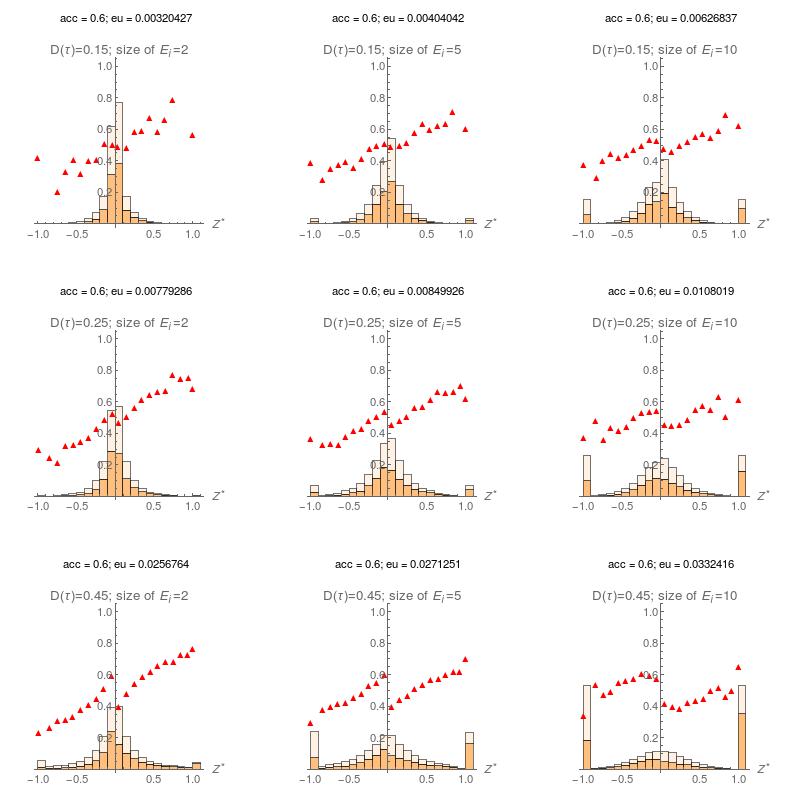 acc = 0.6; eu = 0.00320427
acc = 0.6; eu = 0.00404042
acc = 0.6; eu = 0.00626837
D(τ)=0.15; size of Eᵢ=2
D(τ)=0.15; size of Eᵢ=5
D(τ)=0.15; size of Eᵢ=10
1.0 1.0 1.0
0.8 0.8 0.8
0.6 0.6 0.6
0.4 0.4 0.4
0.2 0.2 0.2
−1.0 −0.5 0.5 1.0 Z*
−1.0 −0.5 0.5 1.0 Z*
−1.0 −0.5 0.5 1.0 Z*
acc = 0.6; eu = 0.00779286
acc = 0.6; eu = 0.00849926
acc = 0.6; eu = 0.0108019
D(τ)=0.25; size of Eᵢ=2
D(τ)=0.25; size of Eᵢ=5
D(τ)=0.25; size of Eᵢ=10
1.0 1.0 1.0
0.8 0.8 0.8
0.6 0.6 0.6
0.4 0.4 0.4
0.2 0.2 0.2
−1.0 −0.5 0.5 1.0 Z*
−1.0 −0.5 0.5 1.0 Z*
−1.0 −0.5 0.5 1.0 Z*
acc = 0.6; eu = 0.0256764
acc = 0.6; eu = 0.0271251
acc = 0.6; eu = 0.0332416
D(τ)=0.45; size of Eᵢ=2
D(τ)=0.45; size of Eᵢ=5
D(τ)=0.45; size of Eᵢ=10
1.0 1.0 1.0
0.8 0.8 0.8
0.6 0.6 0.6
0.4 0.4 0.4
0.2 0.2 0.2
−1.0 −0.5 0.5 1.0 Z*
−1.0 −0.5 0.5 1.0 Z*
−1.0 −0.5 0.5 1.0 Z*